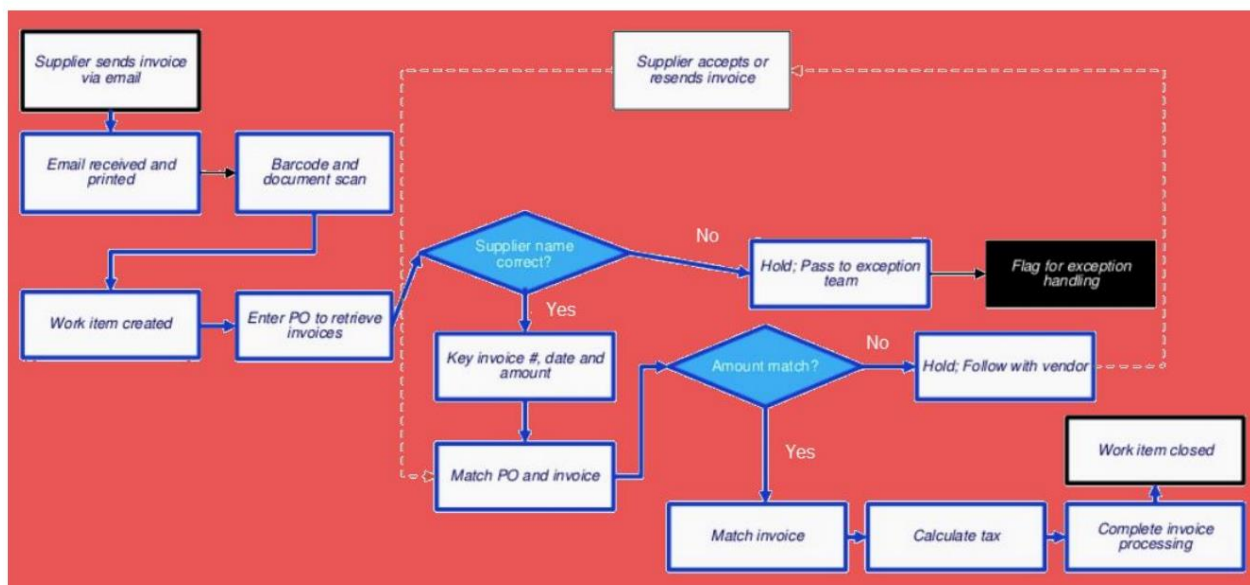 Supplier sends invoice
via email
Supplier accepts or
resends invoice
Email received and
printed
Barcode and
document scan
Supplier name
correct?
No
Hold; Pass to exception
team
Flag for exception
handling
Work item created
Enter PO to retrieve
invoices
Yes
Key invoice #, date and
amount
Amount match?
No
Hold; Follow with vendor
Match PO and invoice
Yes
Work item closed
Match invoice
Calculate tax
Complete invoice
processing